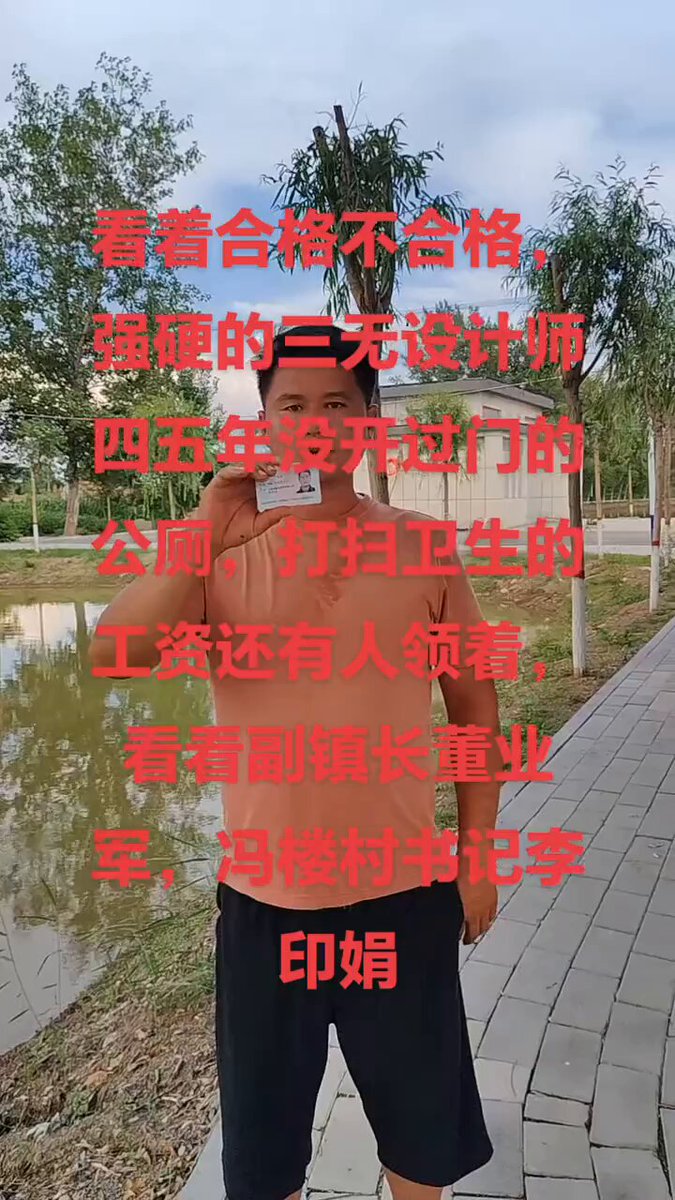 看着合格不合格，
强硬的三无设计师
四五年没开过门的
公厕，打扫卫生的
工资还有人领着，
看看副镇长董业
军，冯楼村书记李
印娟